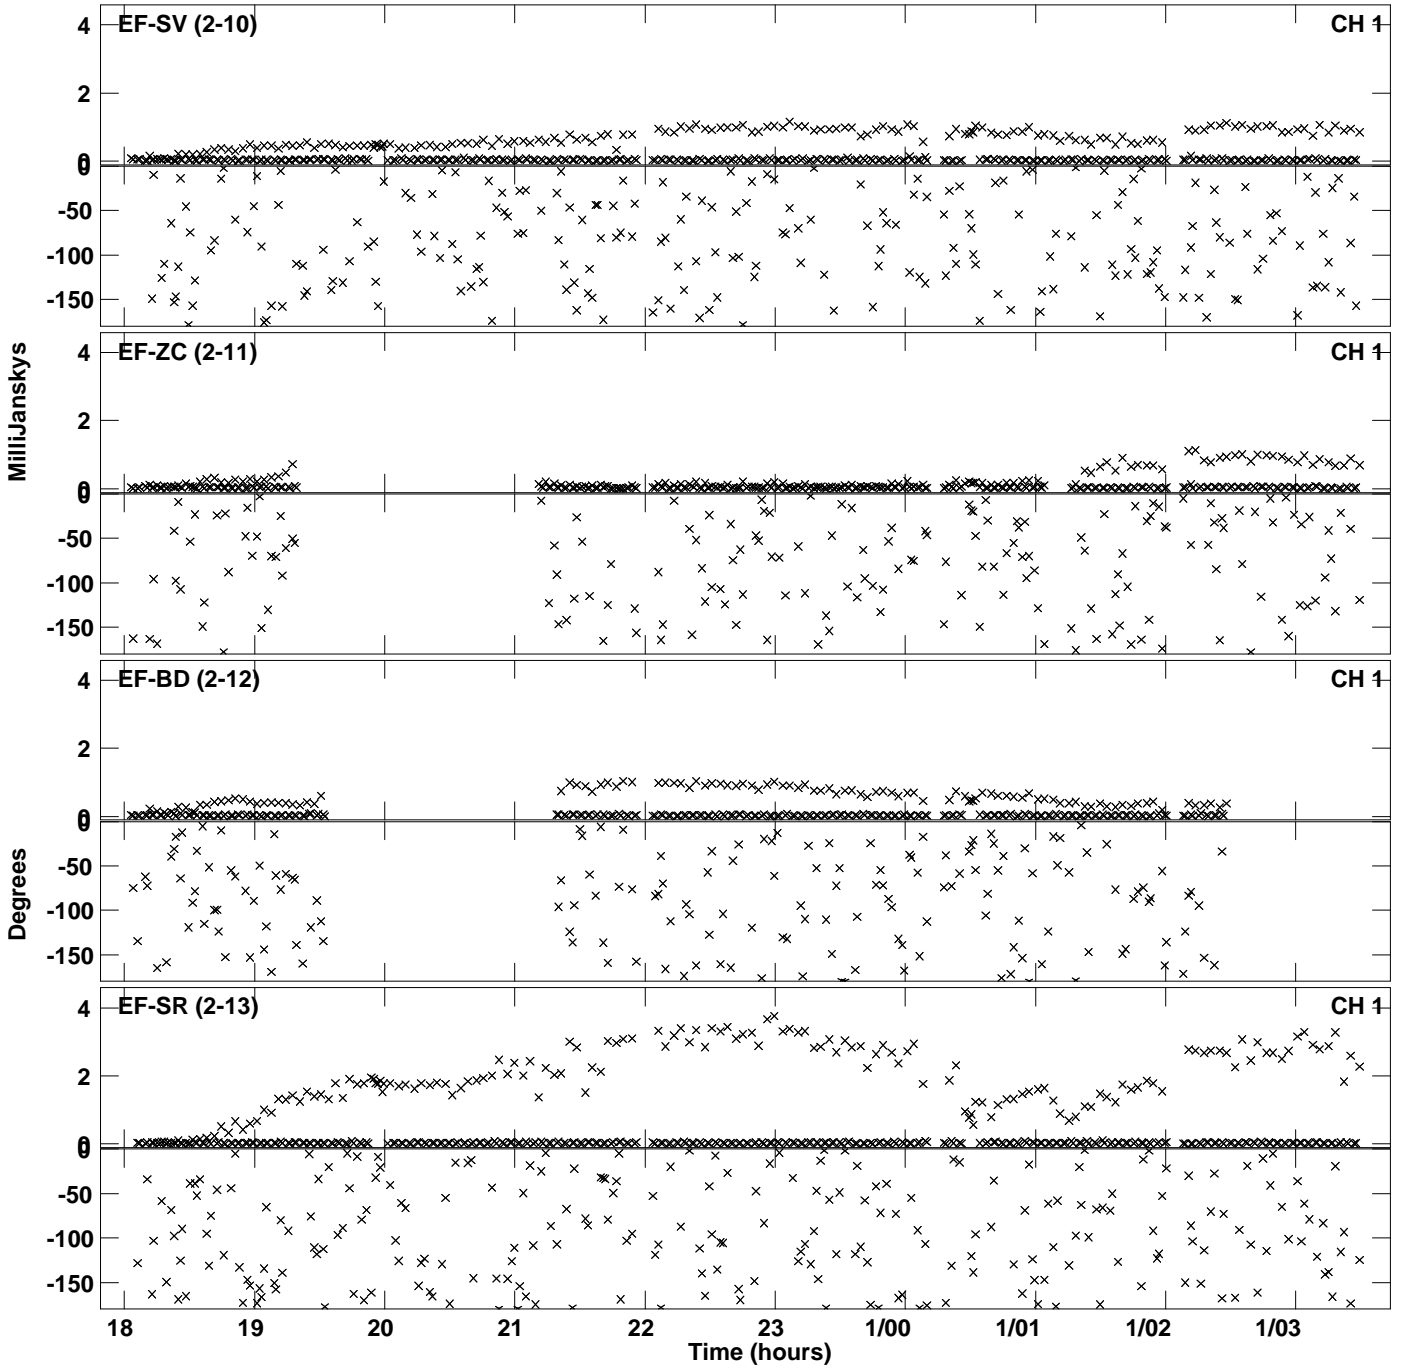 EF-SV (2-10)
CH 1
4
2
0
0
-50
-100
-150
EF-ZC (2-11)
CH 1
4
2
0
0
-50
-100
-150
MilliJanskys
EF-BD (2-12)
CH 1
4
2
0
0
-50
-100
-150
Degrees
EF-SR (2-13)
CH 1
4
2
0
0
-50
-100
-150
18 19 20 21 22 23 1/00 1/01 1/02 1/03
Time (hours)